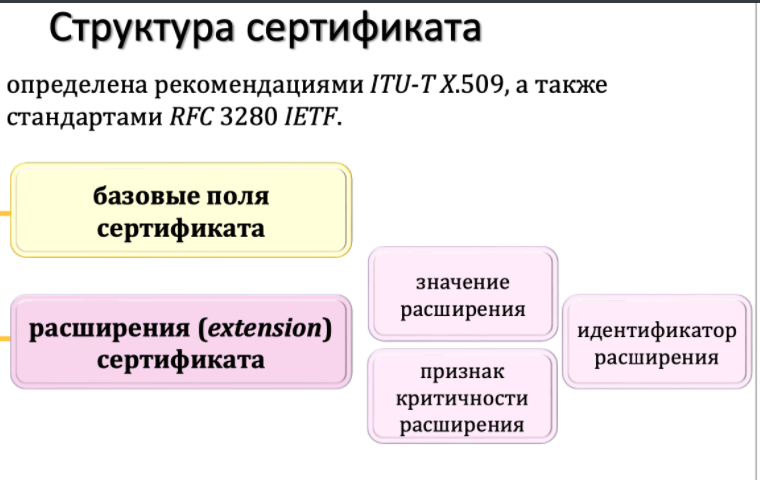 Структура сертификата
определена рекомендациями ITU-T X.509, а также
стандартами RFC 3280 IETF.
базовые поля
сертификата
расширения (extension)
сертификата
значение
расширения
признак
критичности
расширения
идентификатор
расширения